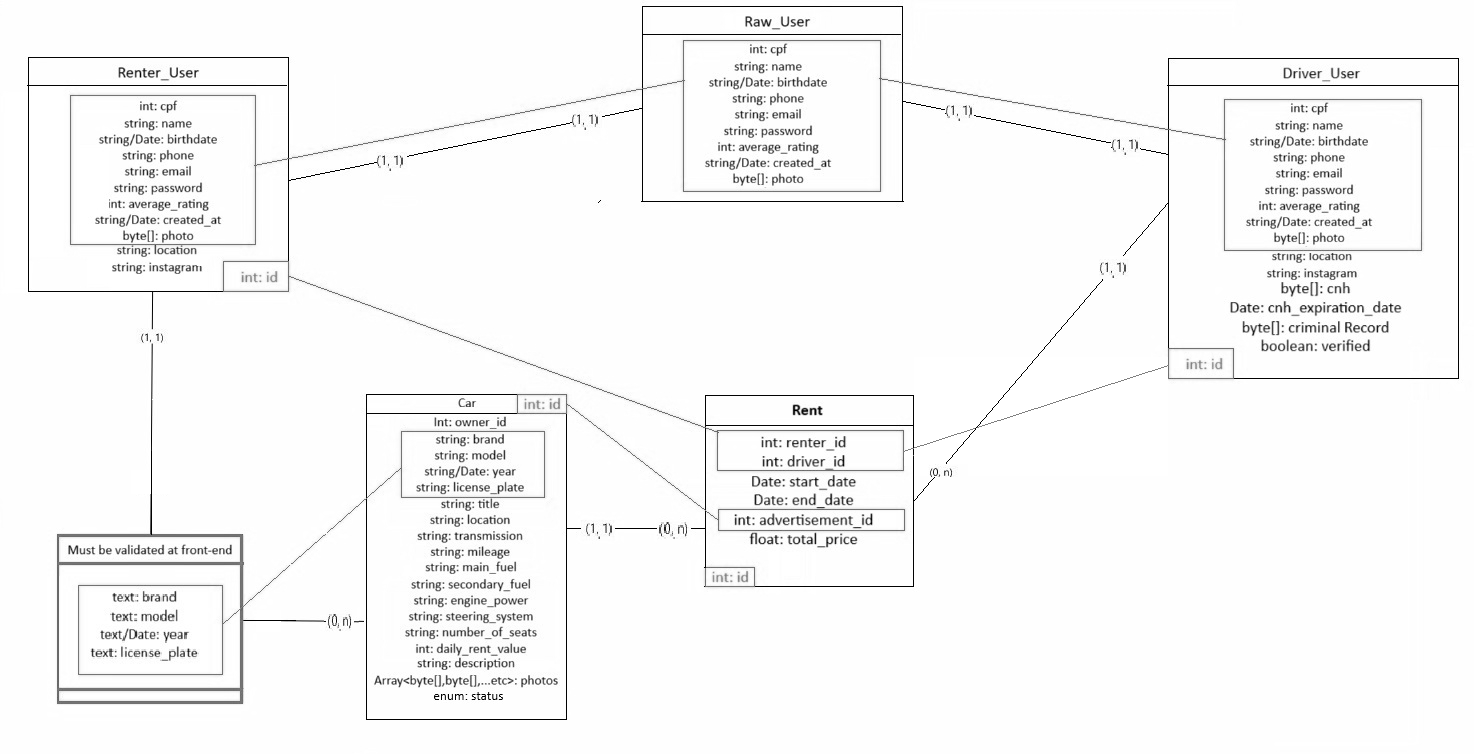 Raw_User
int: cpf
string: name
string/Date: birthdate
string: phone
string: email
string: password
int: average_rating
string/Date: created_at
byte[]: photo
Renter_User
int: cpf
string: name
string/Date: birthdate
string: phone
string: email
string: password
int: average_rating
string/Date: created_at
byte[]: photo
string: location
string: instagram
int: id
Driver_User
int: cpf
string: name
string/Date: birthdate
string: phone
string: email
string: password
int: average_rating
string/Date: created_at
byte[]: photo
string: location
string: instagram
byte[]: cnh
Date: cnh_expiration_date
byte[]: criminal Record
boolean: verified
int: id
(1, 1)
(1, 1)
(1, 1)
(1, 1)
(1, 1)
(1, 1)
(0, n)
Car
int: id
Int: owner_id
string: brand
string: model
string/Date: year
string: license_plate
string: title
string: location
string: transmission
string: mileage
string: main_fuel
string: secondary_fuel
string: engine_power
string: steering_system
string: number_of_seats
int: daily_rent_value
string: description
Array<byte[],byte[],...etc>: photos
enum: status
(1, 1)
(0, n)
Rent
int: renter_id
int: driver_id
Date: start_date
Date: end_date
int: advertisement_id
float: total_price
int: id
Must be validated at front-end
text: brand
text: model
text/Date: year
text: license_plate
(0, n)